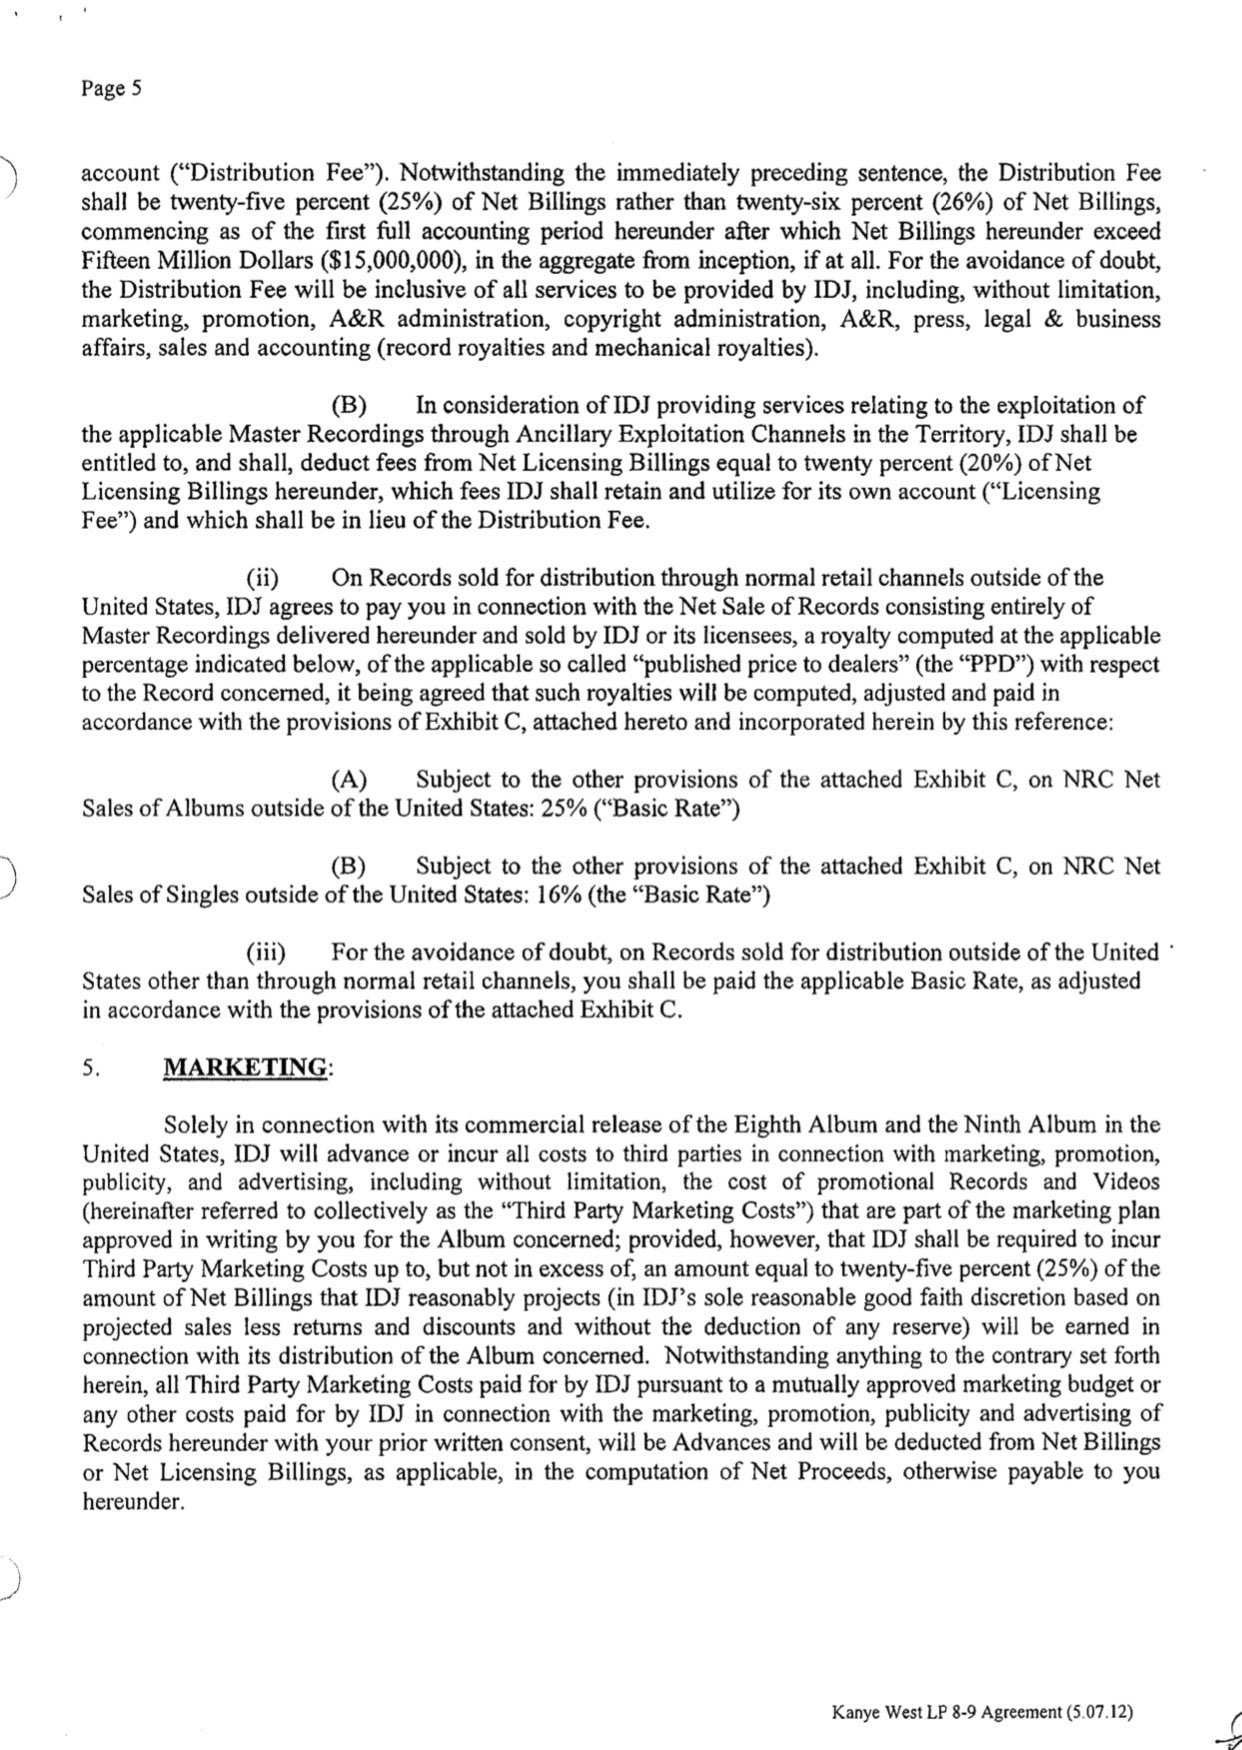 Page 5
account (“Distribution Fee”). Notwithstanding the immediately preceding sentence, the Distribution Fee
shall be twenty-five percent (25%) of Net Billings rather than twenty-six percent (26%) of Net Billings,
commencing as of the first full accounting period hereunder after which Net Billings hereunder exceed
Fifteen Million Dollars ($15,000,000), in the aggregate from inception, if at all. For the avoidance of doubt,
the Distribution Fee will be inclusive of all services to be provided by IDJ, including, without limitation,
marketing, promotion, A&R administration, copyright administration, A&R, press, legal & business
affairs, sales and accounting (record royalties and mechanical royalties).
(B) In consideration of IDJ providing services relating to the exploitation of
the applicable Master Recordings through Ancillary Exploitation Channels in the Territory, IDJ shall be
entitled to, and shall, deduct fees from Net Licensing Billings equal to twenty percent (20%) of Net
Licensing Billings hereunder, which fees IDJ shall retain and utilize for its own account (“Licensing
Fee”) and which shall be in lieu of the Distribution Fee.
(ii) On Records sold for distribution through normal retail channels outside of the
United States, IDJ agrees to pay you in connection with the Net Sale of Records consisting entirely of
Master Recordings delivered hereunder and sold by IDJ or its licensees, a royalty computed at the applicable
percentage indicated below, of the applicable so called “published price to dealers” (the “PPD”) with respect
to the Record concerned, it being agreed that such royalties will be computed, adjusted and paid in
accordance with the provisions of Exhibit C, attached hereto and incorporated herein by this reference:
(A) Subject to the other provisions of the attached Exhibit C, on NRC Net
Sales of Albums outside of the United States: 25% (“Basic Rate”)
(B) Subject to the other provisions of the attached Exhibit C, on NRC Net
Sales of Singles outside of the United States: 16% (the “Basic Rate”)
(iii) For the avoidance of doubt, on Records sold for distribution outside of the United
States other than through normal retail channels, you shall be paid the applicable Basic Rate, as adjusted
in accordance with the provisions of the attached Exhibit C.
5. MARKETING:
Solely in connection with its commercial release of the Eighth Album and the Ninth Album in the
United States, IDJ will advance or incur all costs to third parties in connection with marketing, promotion,
publicity, and advertising, including without limitation, the cost of promotional Records and Videos
(hereinafter referred to collectively as the “Third Party Marketing Costs”) that are part of the marketing plan
approved in writing by you for the Album concerned; provided, however, that IDJ shall be required to incur
Third Party Marketing Costs up to, but not in excess of, an amount equal to twenty-five percent (25%) of the
amount of Net Billings that IDJ reasonably projects (in IDJ’s sole reasonable good faith discretion based on
projected sales less returns and discounts and without the deduction of any reserve) will be earned in
connection with its distribution of the Album concerned. Notwithstanding anything to the contrary set forth
herein, all Third Party Marketing Costs paid for by IDJ pursuant to a mutually approved marketing budget or
any other costs paid for by IDJ in connection with the marketing, promotion, publicity and advertising of
Records hereunder with your prior written consent, will be Advances and will be deducted from Net Billings
or Net Licensing Billings, as applicable, in the computation of Net Proceeds, otherwise payable to you
hereunder.
Kanye West LP 8-9 Agreement (5.07.12)